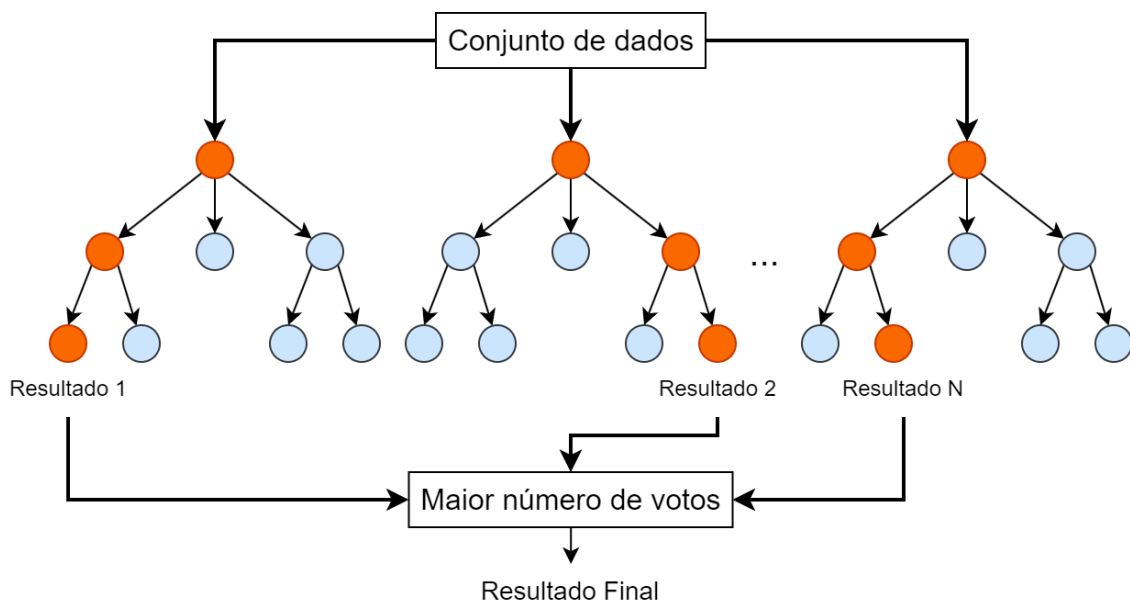 Conjunto de dados
...
Resultado 1
Resultado 2
Resultado N
Maior número de votos
Resultado Final